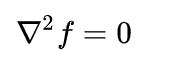 ∇²f = 0